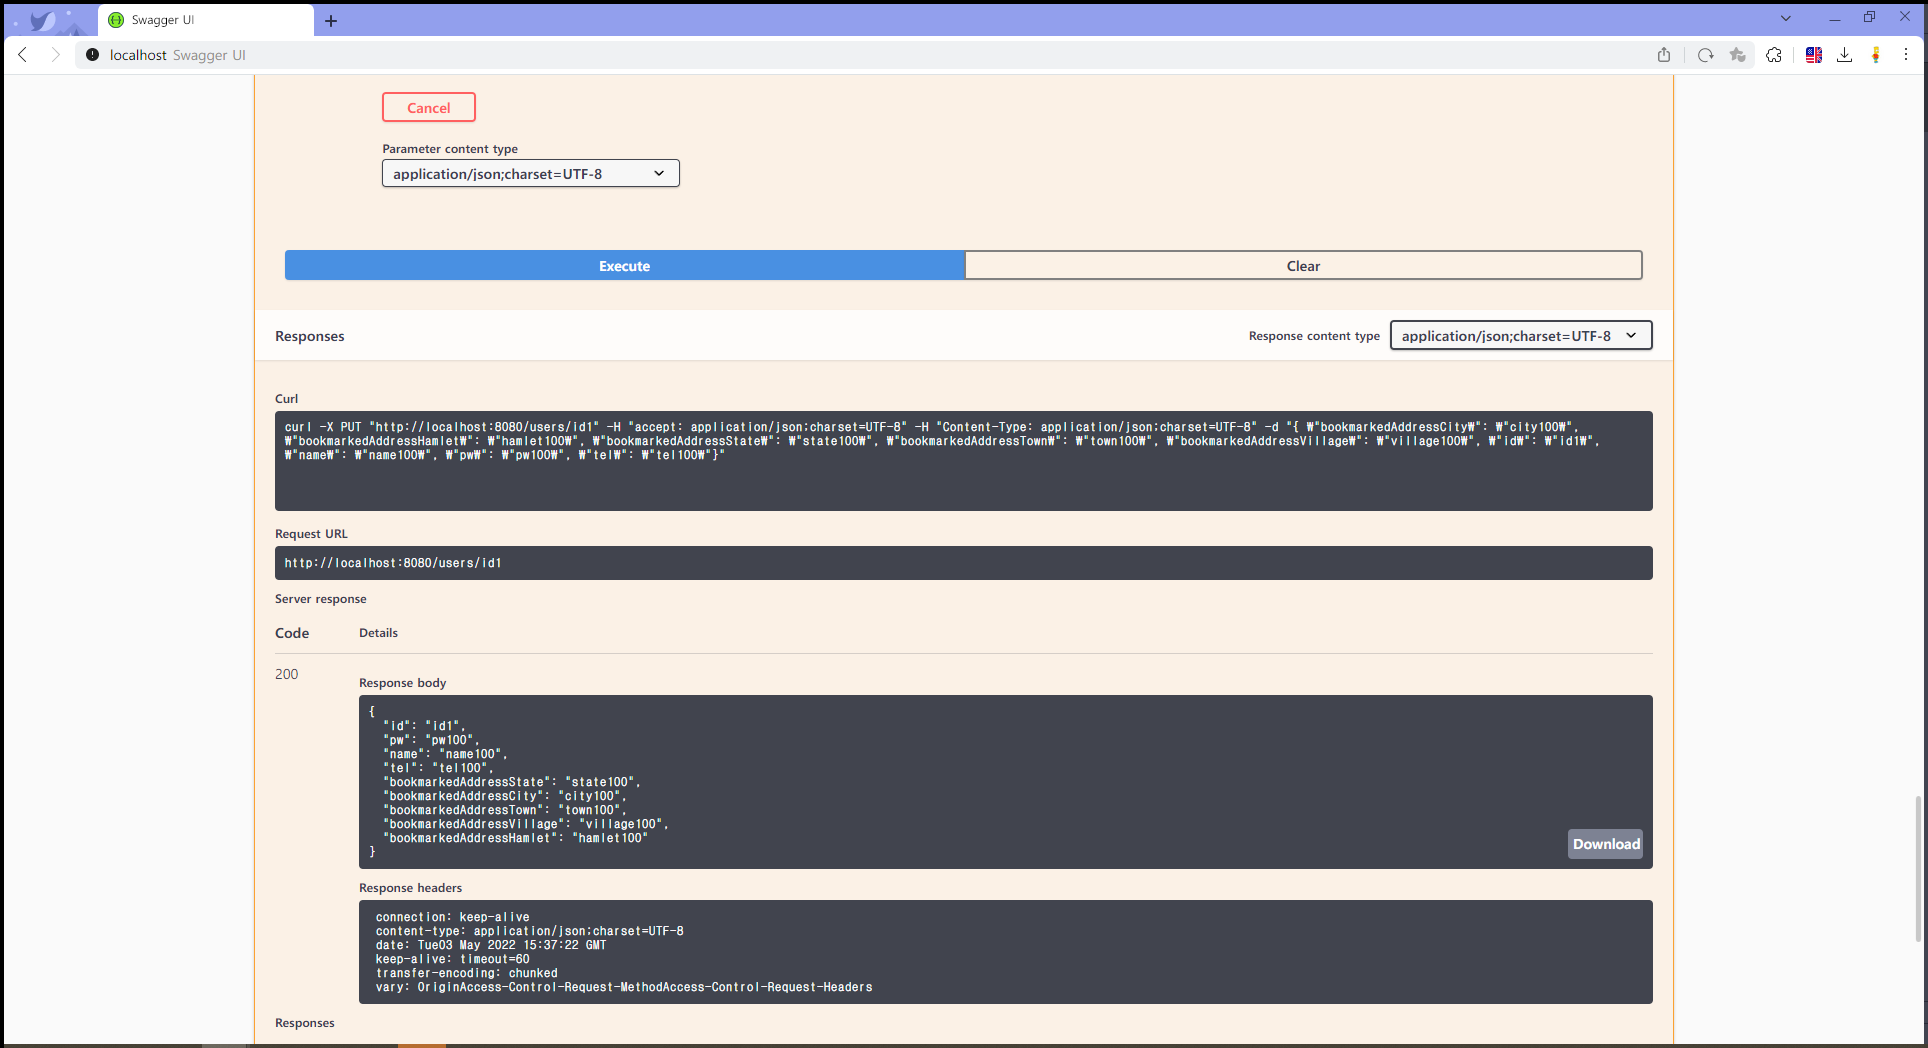 Swagger UI
localhost Swagger UI
Cancel
Parameter content type
application/json;charset=UTF-8
Execute
Clear
Responses
Response content type
application/json;charset=UTF-8
Curl
curl -X PUT "http://localhost:8080/users/id1" -H "accept: application/json;charset=UTF-8" -H "Content-Type: application/json;charset=UTF-8" -d "{ ₩"bookmarkedAddressCity₩": ₩"city100₩",
₩"bookmarkedAddressHamlet₩": ₩"hamlet100₩", ₩"bookmarkedAddressState₩": ₩"state100₩", ₩"bookmarkedAddressTown₩": ₩"town100₩", ₩"bookmarkedAddressVillage₩": ₩"village100₩", ₩"id₩": ₩"id1₩",
₩"name₩": ₩"name100₩", ₩"pw₩": ₩"pw100₩", ₩"tel₩": ₩"tel100₩"}"
Request URL
http://localhost:8080/users/id1
Server response
Code
Details
200
Response body
{
"id": "id1",
"pw": "pw100",
"name": "name100",
"tel": "tel100",
"bookmarkedAddressState": "state100",
"bookmarkedAddressCity": "city100",
"bookmarkedAddressTown": "town100",
"bookmarkedAddressVillage": "village100",
"bookmarkedAddressHamlet": "hamlet100"
}
Download
Response headers
connection: keep-alive
content-type: application/json;charset=UTF-8
date: Tue03 May 2022 15:37:22 GMT
keep-alive: timeout=60
transfer-encoding: chunked
vary: OriginAccess-Control-Request-MethodAccess-Control-Request-Headers
Responses